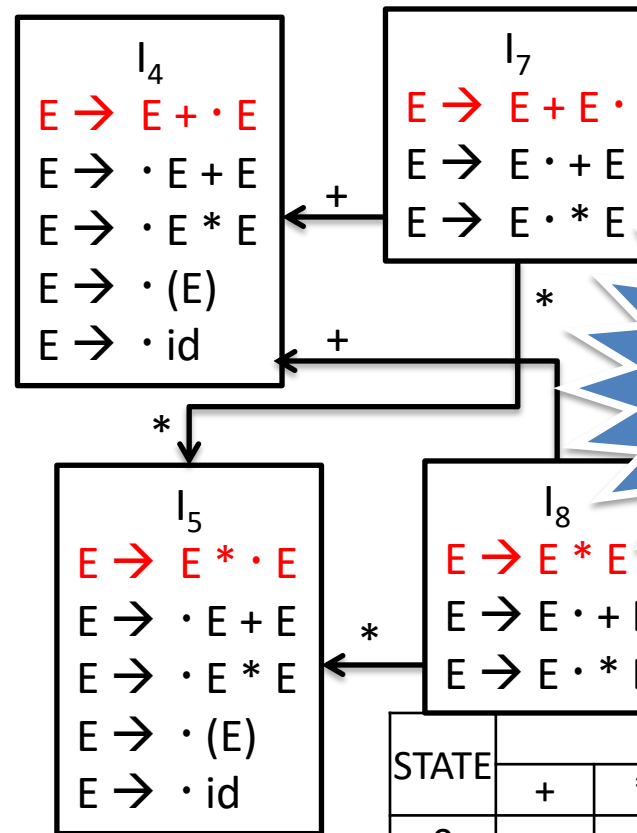 I₄
E → E + · E
E → · E + E
E → · E * E
E → · (E)
E → · id
I₇
E → E + E ·
E → E · + E
E → E · * E
+
*
+
*
I₅
E → E * · E
E → · E + E
E → · E * E
E → · (E)
E → · id
*
I₈
E → E * E
E → E · +
E → E · *
STATE
+